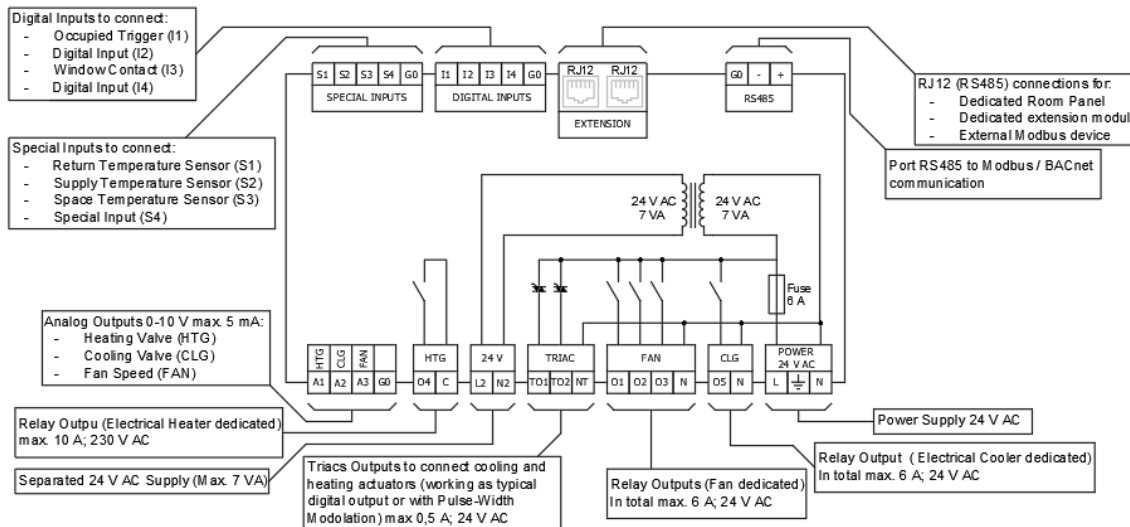 Digital Inputs to connect:
- Occupied Trigger (I1)
- Digital Input (I2)
- Window Contact (I3)
- Digital Input (I4)
Special Inputs to connect:
- Return Temperature Sensor (S1)
- Supply Temperature Sensor (S2)
- Space Temperature Sensor (S3)
- Special Input (S4)
S1 S2 S3 S4 G0
SPECIAL INPUTS
I1 I2 I3 I4 G0
DIGITAL INPUTS
RJ12 RJ12
EXTENSION
G0 - +
RS485
RJ12 (RS485) connections for:
- Dedicated Room Panel
- Dedicated extension modul
- External Modbus device
Port RS485 to Modbus / BACnet
communication
24 V AC
7 VA
24 V AC
7 VA
Fuse
6 A
Analog Outputs 0-10 V max. 5 mA:
- Heating Valve (HTG)
- Cooling Valve (CLG)
- Fan Speed (FAN)
HTG CLG FAN
A1 A2 A3 G0
HTG
O4 C
24 V
L2 N2
TRIAC
TO1 TO2 NT
FAN
O1 O2 O3 N
CLG
O5 N
POWER
24 V AC
L N
Relay Outpu (Electrical Heater dedicated)
max. 10 A; 230 V AC
Separated 24 V AC Supply (Max. 7 VA)
Triacs Outputs to connect cooling and
heating actuators (working as typical
digital output or with Pulse-Width
Modolation) max 0,5 A; 24 V AC
Relay Outputs (Fan dedicated)
In total max. 6 A; 24 V AC
Relay Output ( Electrical Cooler dedicated)
In total max. 6 A; 24 V AC
Power Supply 24 V AC